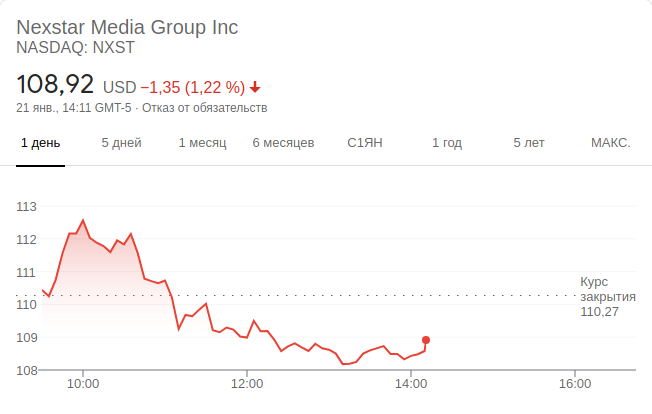 Nexstar Media Group Inc
NASDAQ: NXST
108,92 USD −1,35 (1,22 %)
21 янв., 14:11 GMT-5 · Отказ от обязательств
1 день 5 дней 1 месяц 6 месяцев С1ЯН 1 год 5 лет МАКС.
113
112
111
110
109
108
Курс
закрытия
110,27
10:00 12:00 14:00 16:00